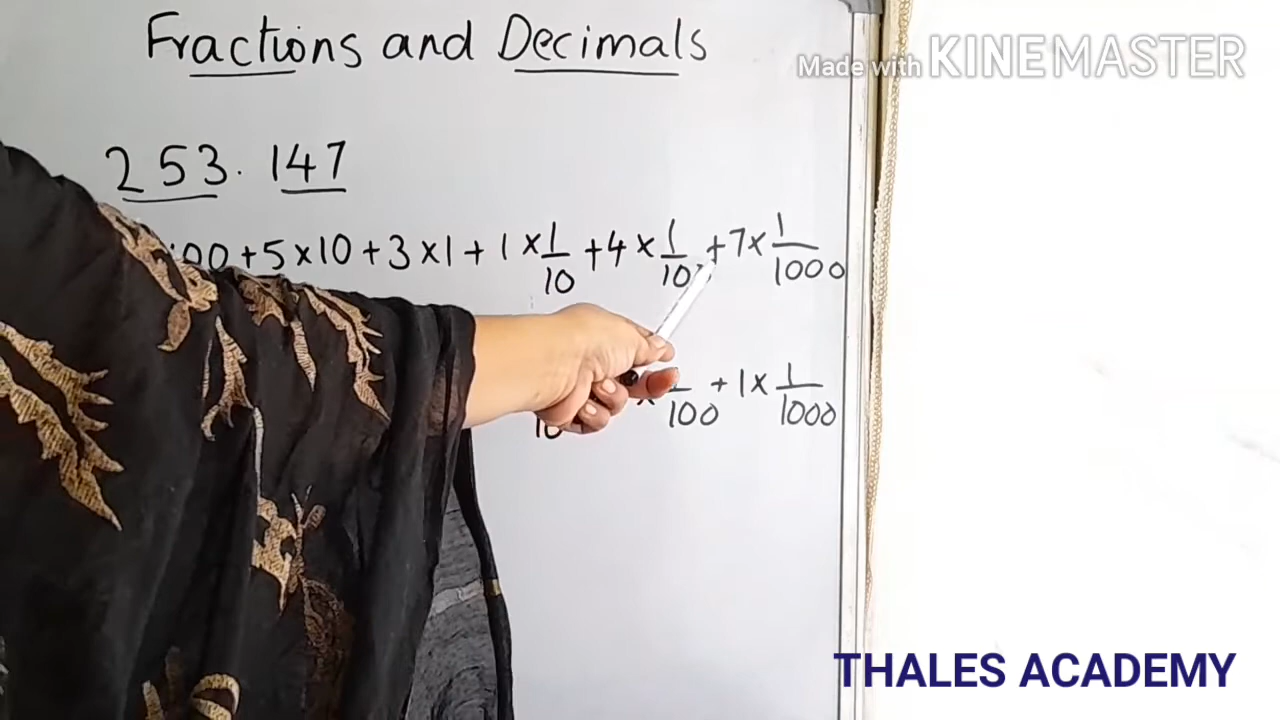 Fractions and Decimals
Made with KINEMASTER
253.147
00 + 5 × 10 + 3 × 1 + 1 × 1/10 + 4 × 1/10 + 7 × 1/1000
× /100 + 1 × 1/1000
10
THALES ACADEMY